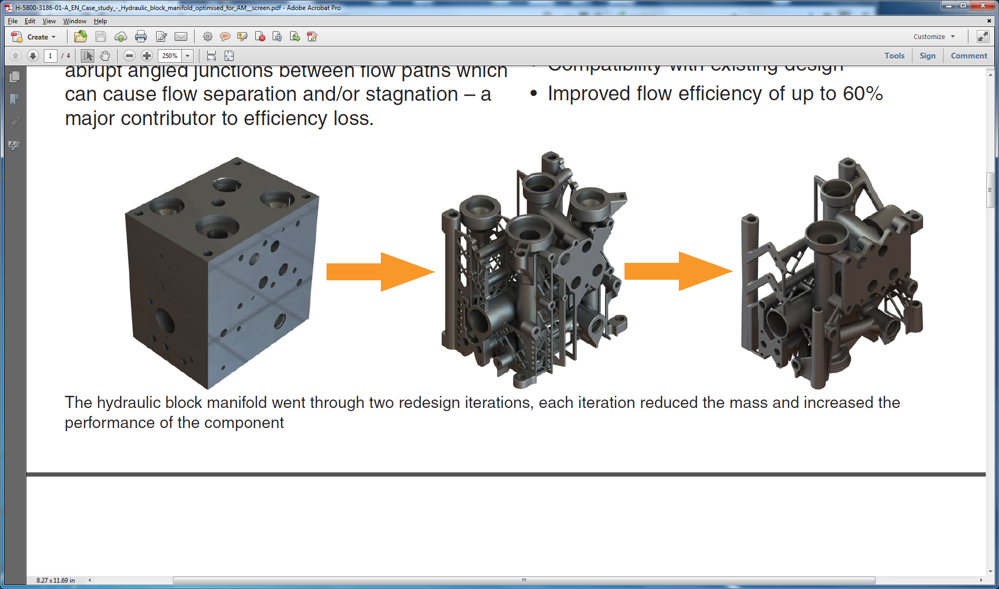 H-5800-3186-01-A_EN_Case_study_-_Hydraulic_block_manifold_optimised_for_AM__screen.pdf - Adobe Acrobat Pro
File Edit View Window Help
Create
Customize
1 / 4
250%
Tools Sign Comment
abrupt angled junctions between flow paths which
can cause flow separation and/or stagnation – a
major contributor to efficiency loss.
• Compatibility with existing design
• Improved flow efficiency of up to 60%
The hydraulic block manifold went through two redesign iterations, each iteration reduced the mass and increased the
performance of the component
8.27 x 11.69 in